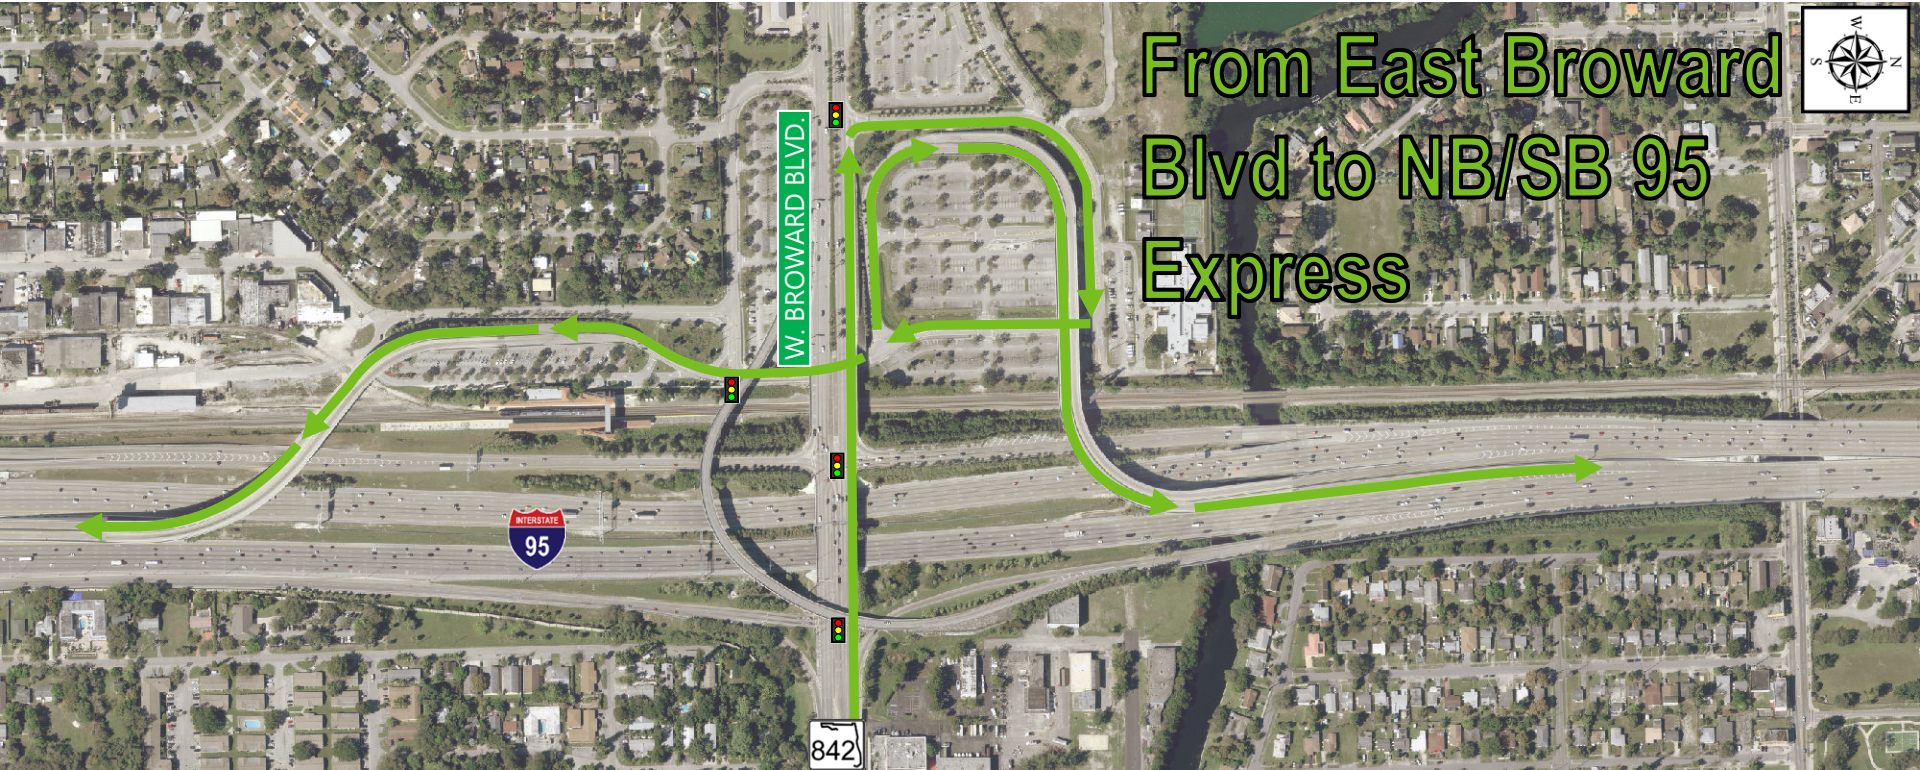 From East Broward
Blvd to NB/SB 95
Express
W
S
N
E
W. BROWARD BLVD.
INTERSTATE
95
842